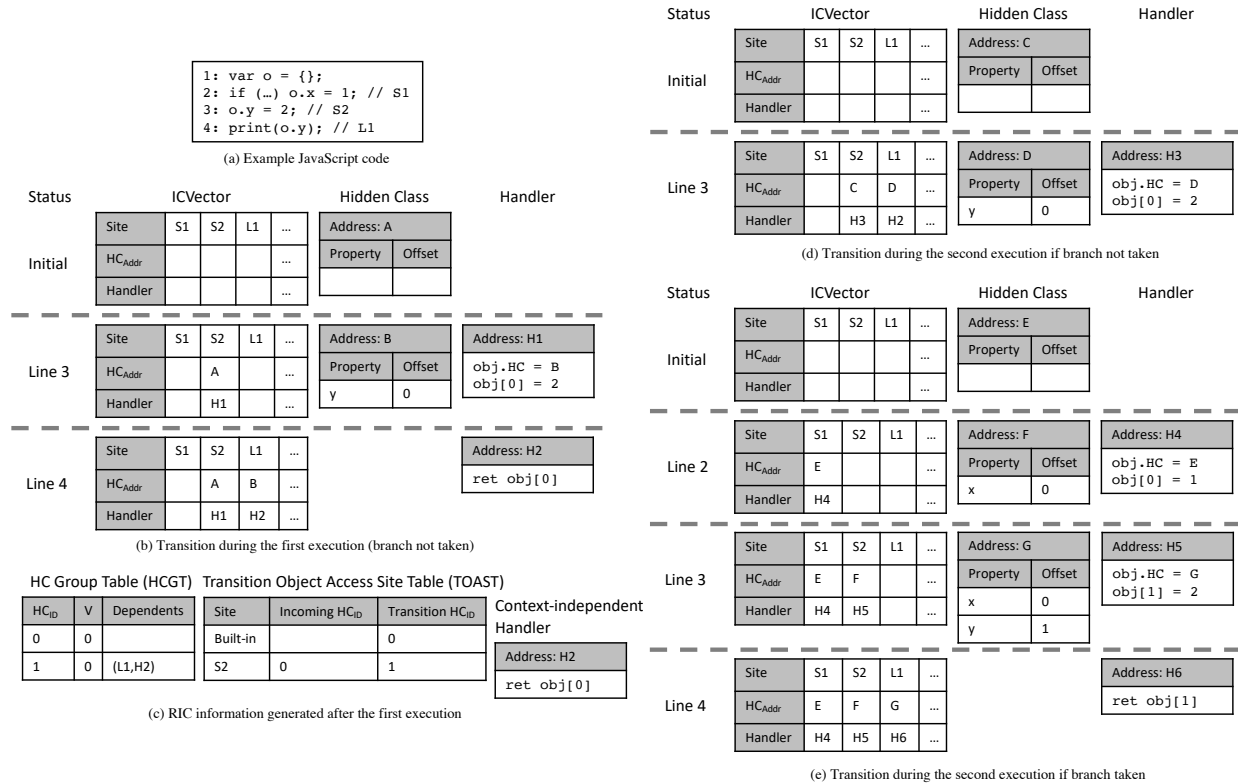 1: var o = {};
2: if (…) o.x = 1; // S1
3: o.y = 2; // S2
4: print(o.y); // L1
(a) Example JavaScript code
Status ICVector Hidden Class Handler
Initial
Site S1 S2 L1 …
HCAddr …
Handler …
Address: A
Property Offset
Line 3
Site S1 S2 L1 …
HCAddr A …
Handler H1 …
Address: B
Property Offset
y 0
Address: H1
obj.HC = B
obj[0] = 2
Line 4
Site S1 S2 L1 …
HCAddr A B …
Handler H1 H2 …
Address: H2
ret obj[0]
(b) Transition during the first execution (branch not taken)
HC Group Table (HCGT)
HCID V Dependents
0 0
1 0 (L1,H2)
Transition Object Access Site Table (TOAST)
Site Incoming HCID Transition HCID
Built-in 0
S2 0 1
Context-independent
Handler
Address: H2
ret obj[0]
(c) RIC information generated after the first execution
Status ICVector Hidden Class Handler
Initial
Site S1 S2 L1 …
HCAddr …
Handler …
Address: C
Property Offset
Line 3
Site S1 S2 L1 …
HCAddr C D …
Handler H3 H2 …
Address: D
Property Offset
y 0
Address: H3
obj.HC = D
obj[0] = 2
(d) Transition during the second execution if branch not taken
Status ICVector Hidden Class Handler
Initial
Site S1 S2 L1 …
HCAddr …
Handler …
Address: E
Property Offset
Line 2
Site S1 S2 L1 …
HCAddr E …
Handler H4 …
Address: F
Property Offset
x 0
Address: H4
obj.HC = E
obj[0] = 1
Line 3
Site S1 S2 L1 …
HCAddr E F …
Handler H4 H5 …
Address: G
Property Offset
x 0
y 1
Address: H5
obj.HC = G
obj[1] = 2
Line 4
Site S1 S2 L1 …
HCAddr E F G …
Handler H4 H5 H6 …
Address: H6
ret obj[1]
(e) Transition during the second execution if branch taken